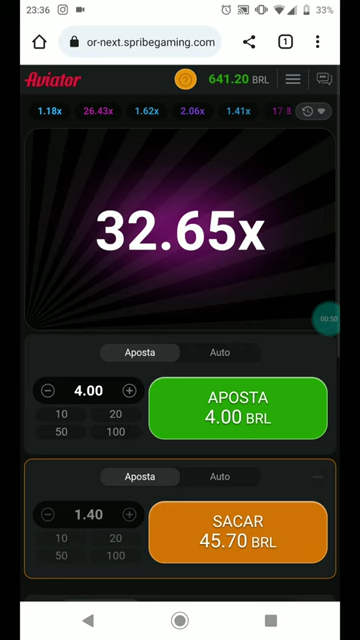 23:36
33%
or-next.spribegaming.com
1
Aviator
641.20 BRL
1.18x 26.43x 1.62x 2.06x 1.41x 17.8
32.65x
00:50
Aposta Auto
4.00
10 20
50 100
APOSTA
4.00 BRL
Aposta Auto
1.40
10 20
50 100
SACAR
45.70 BRL